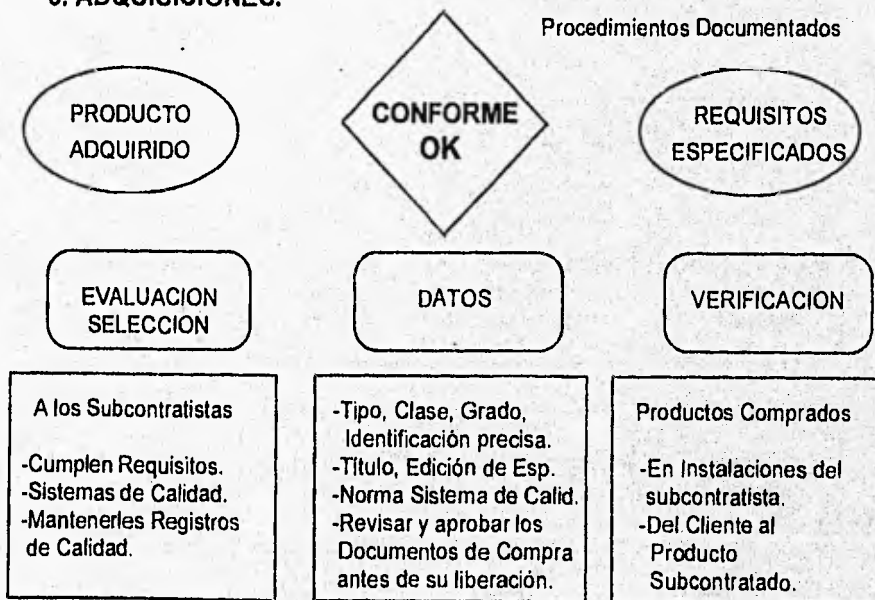 ADQUISICIONES.
Procedimientos Documentados
PRODUCTO
ADQUIRIDO
CONFORME
OK
REQUISITOS
ESPECIFICADOS
EVALUACION
SELECCION
DATOS
VERIFICACION
A los Subcontratistas
-Cumplen Requisitos.
-Sistemas de Calidad.
-Mantenerles Registros
de Calidad.
-Tipo, Clase, Grado,
Identificación precisa.
-Título, Edición de Esp.
-Norma Sistema de Calid.
-Revisar y aprobar los
Documentos de Compra
antes de su liberación.
Productos Comprados
-En Instalaciones del
subcontratista.
-Del Cliente al
Producto
Subcontratado.